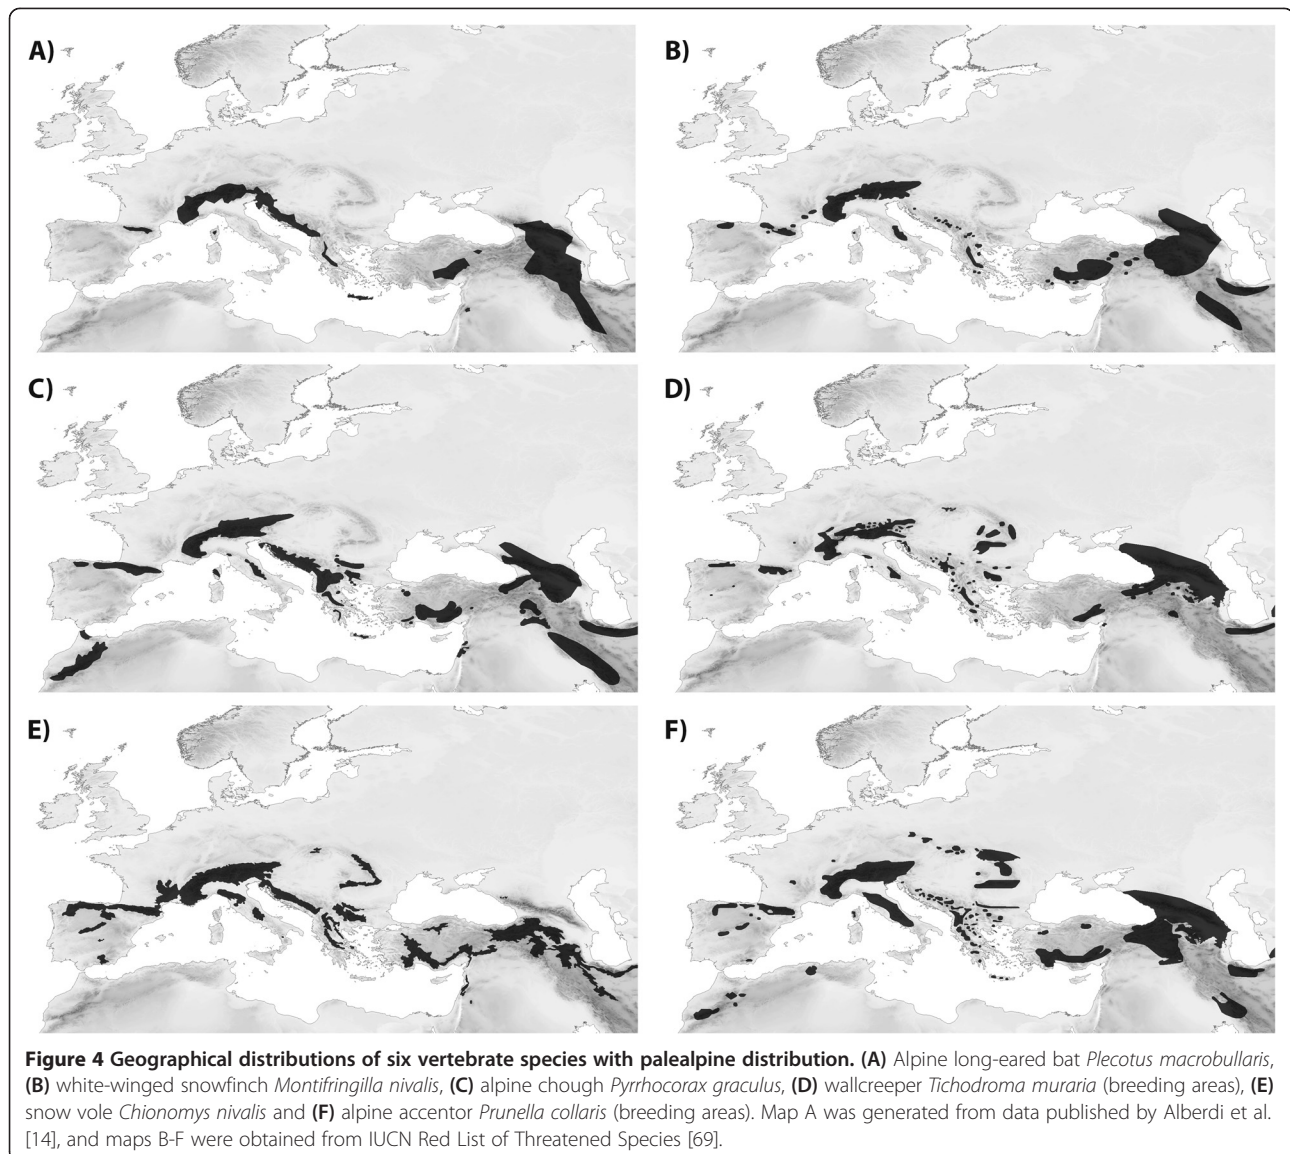 A)
B)
C)
D)
E)
F)
Figure 4 Geographical distributions of six vertebrate species with palealpine distribution. (A) Alpine long-eared bat Plecotus macrobullaris,
(B) white-winged snowfinch Montifringilla nivalis, (C) alpine chough Pyrrhocorax graculus, (D) wallcreeper Tichodroma muraria (breeding areas), (E)
snow vole Chionomys nivalis and (F) alpine accentor Prunella collaris (breeding areas). Map A was generated from data published by Alberdi et al.
[14], and maps B-F were obtained from IUCN Red List of Threatened Species [69].